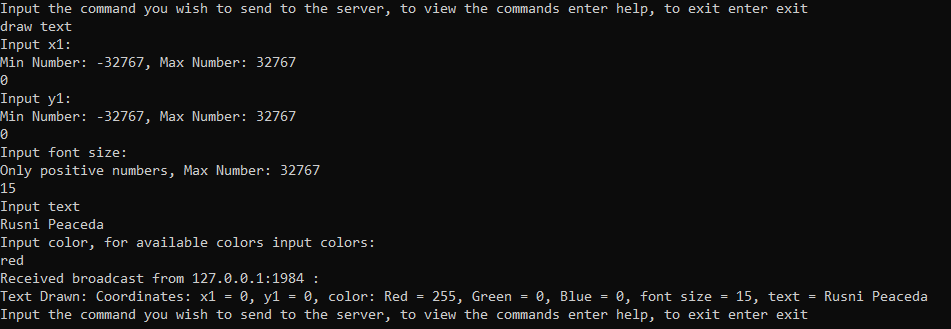 Input the command you wish to send to the server, to view the commands enter help, to exit enter exit
draw text
Input x1:
Min Number: -32767, Max Number: 32767
0
Input y1:
Min Number: -32767, Max Number: 32767
0
Input font size:
Only positive numbers, Max Number: 32767
15
Input text
Rusni Peaceda
Input color, for available colors input colors:
red
Received broadcast from 127.0.0.1:1984 :
Text Drawn: Coordinates: x1 = 0, y1 = 0, color: Red = 255, Green = 0, Blue = 0, font size = 15, text = Rusni Peaceda
Input the command you wish to send to the server, to view the commands enter help, to exit enter exit